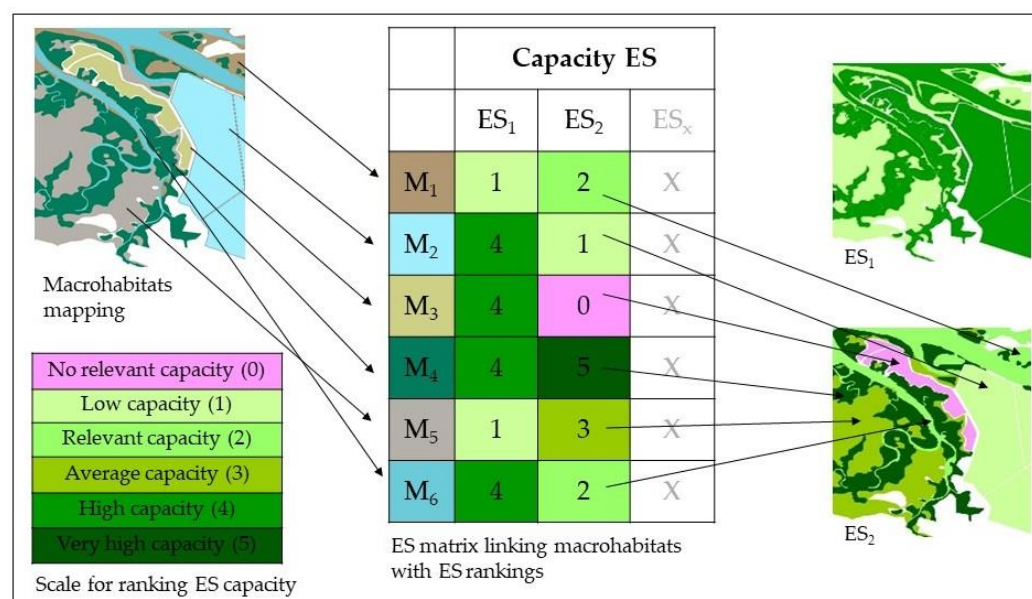 Macrohabitats
mapping
No relevant capacity (0)
Low capacity (1)
Relevant capacity (2)
Average capacity (3)
High capacity (4)
Very high capacity (5)
Scale for ranking ES capacity
Capacity ES
ES1 ES2 ESx
M1 1 2 X
M2 4 1 X
M3 4 0 X
M4 4 5 X
M5 1 3 X
M6 4 2 X
ES matrix linking macrohabitats
with ES rankings
ES1
ES2